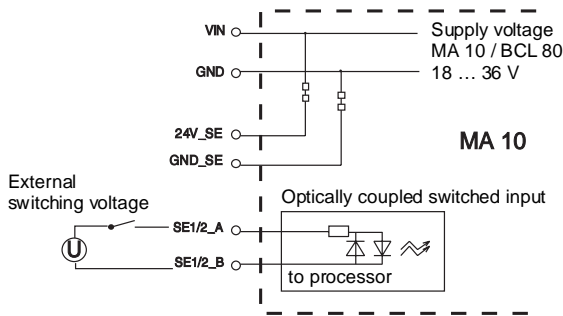 VIN
Supply voltage
MA 10 / BCL 80
GND
18 ... 36 V
24V_SE
MA 10
GND_SE
External
switching voltage
Optically coupled switched input
SE1/2_A
U
SE1/2_B
to processor